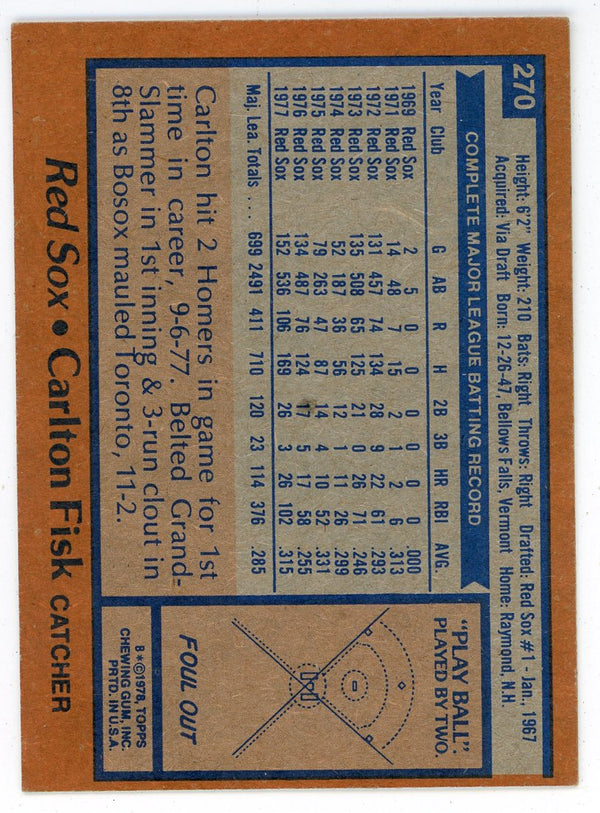 270
Height: 6'2" Weight: 210 Bats: Right Throws: Right Drafted: Red Sox #1 - Jan., 1967
Acquired: Via Draft Born: 12-26-47, Bellows Falls, Vermont Home: Raymond, N.H.
COMPLETE MAJOR LEAGUE BATTING RECORD
Year Club G AB R H 2B 3B HR RBI AVG.
1969 Red Sox 2 5 0 0 0 0 0 0 .000
1971 Red Sox 14 48 7 15 2 1 2 6 .313
1972 Red Sox 131 457 74 134 28 9 22 61 .293
1973 Red Sox 135 508 65 125 21 0 26 71 .246
1974 Red Sox 52 187 36 56 12 1 11 26 .299
1975 Red Sox 79 263 47 87 14 4 10 52 .331
1976 Red Sox 134 487 76 124 17 5 17 58 .255
1977 Red Sox 152 536 106 169 26 3 26 102 .315
Maj. Lea. Totals .... 699 2491 411 710 120 23 114 376 .285
Carlton hit 2 Homers in game for 1st
time in career, 9-6-77. Belted Grand-
Slammer in 1st inning & 3-run clout in
8th as Bosox mauled Toronto, 11-2.
"PLAY BALL".
PLAYED BY TWO.
FOUL OUT
8*©1978, TOPPS
CHEWING GUM, INC.
PRTD. IN U.S.A.
Red Sox • Carlton Fisk CATCHER